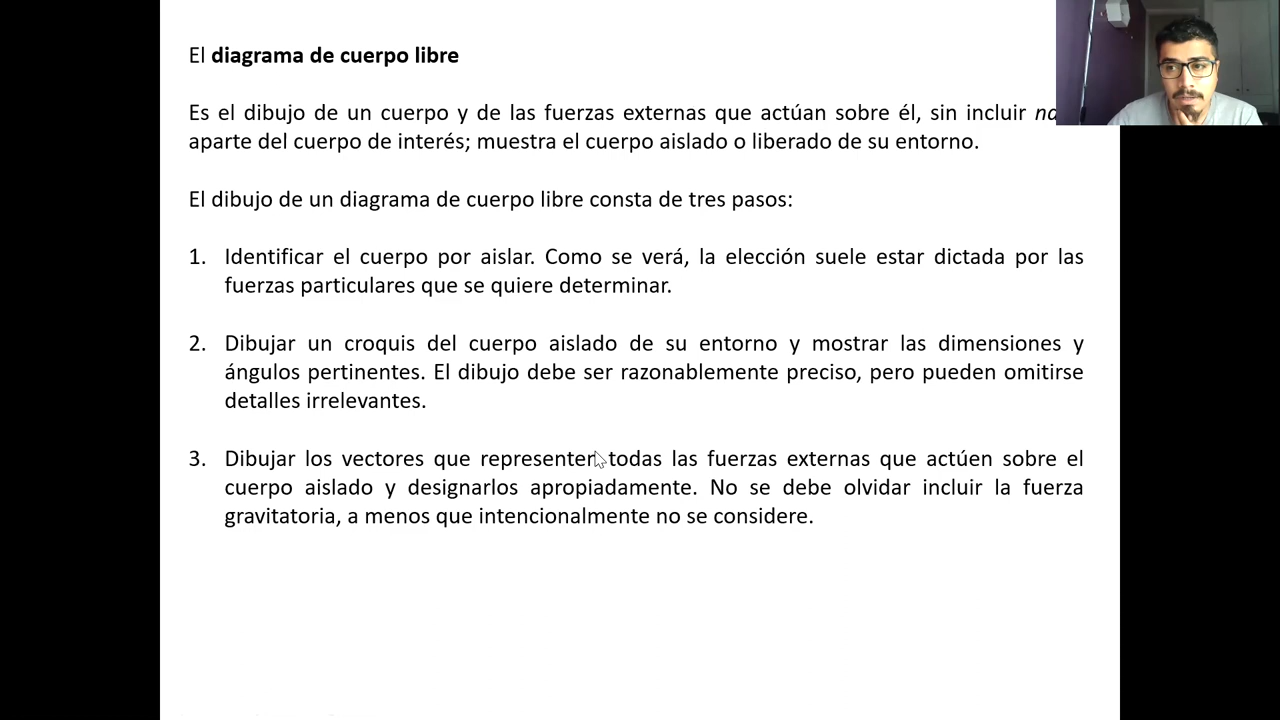 El diagrama de cuerpo libre
Es el dibujo de un cuerpo y de las fuerzas externas que actúan sobre él, sin incluir
aparte del cuerpo de interés; muestra el cuerpo aislado o liberado de su entorno.
El dibujo de un diagrama de cuerpo libre consta de tres pasos:
1. Identificar el cuerpo por aislar. Como se verá, la elección suele estar dictada por las
fuerzas particulares que se quiere determinar.
2. Dibujar un croquis del cuerpo aislado de su entorno y mostrar las dimensiones y
ángulos pertinentes. El dibujo debe ser razonablemente preciso, pero pueden omitirse
detalles irrelevantes.
3. Dibujar los vectores que representen todas las fuerzas externas que actúen sobre el
cuerpo aislado y designarlos apropiadamente. No se debe olvidar incluir la fuerza
gravitatoria, a menos que intencionalmente no se considere.